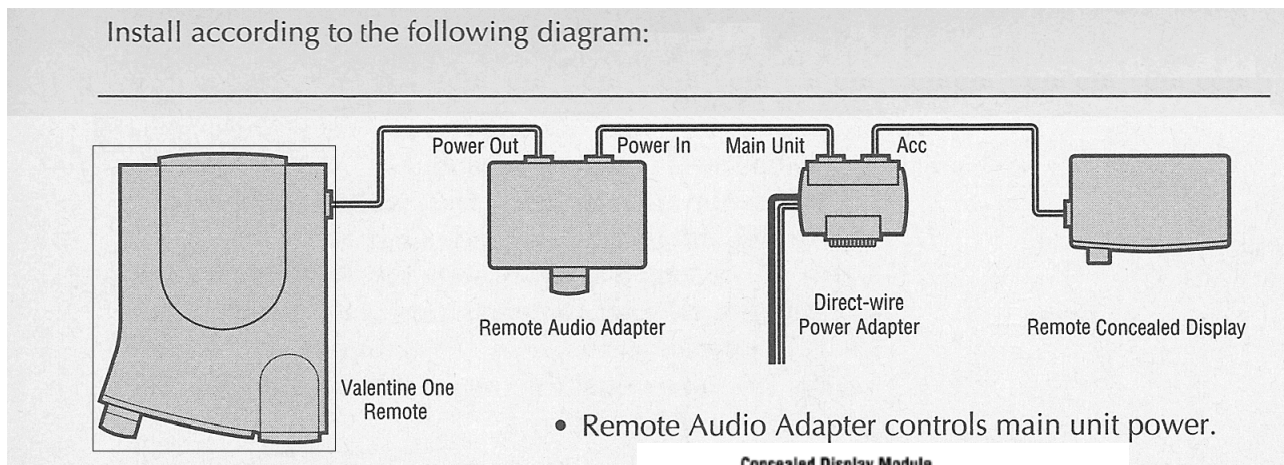 Install according to the following diagram:
Power Out
Power In
Main Unit
Acc
Remote Audio Adapter
Direct-wire
Power Adapter
Remote Concealed Display
Valentine One
Remote
• Remote Audio Adapter controls main unit power.
Concealed Display Module